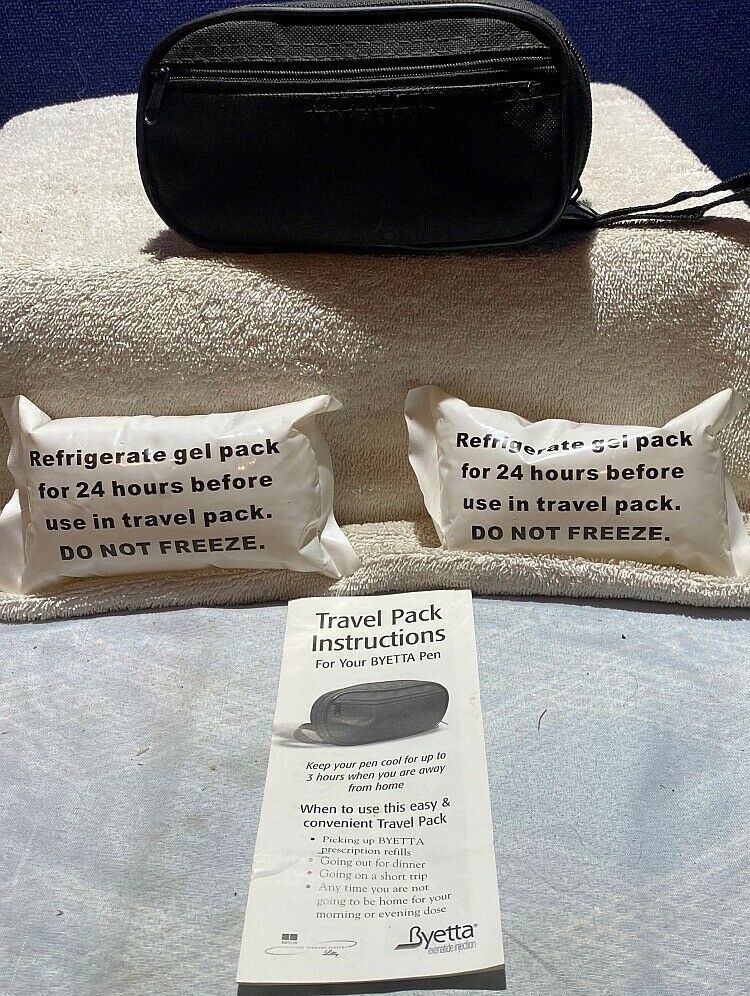 Refrigerate gel pack
for 24 hours before
use in travel pack.
DO NOT FREEZE.
Refrigerate gel pack
for 24 hours before
use in travel pack.
DO NOT FREEZE.
Travel Pack
Instructions
For Your BYETTA Pen
Keep your pen cool for up to
3 hours when you are away
from home
When to use this easy &
convenient Travel Pack
• Picking up BYETTA
prescription refills
• Going out for dinner
• Going on a short trip
• Any time you are not
going to be home for your
morning or evening dose
Lilly
Byetta®
exenatide injection